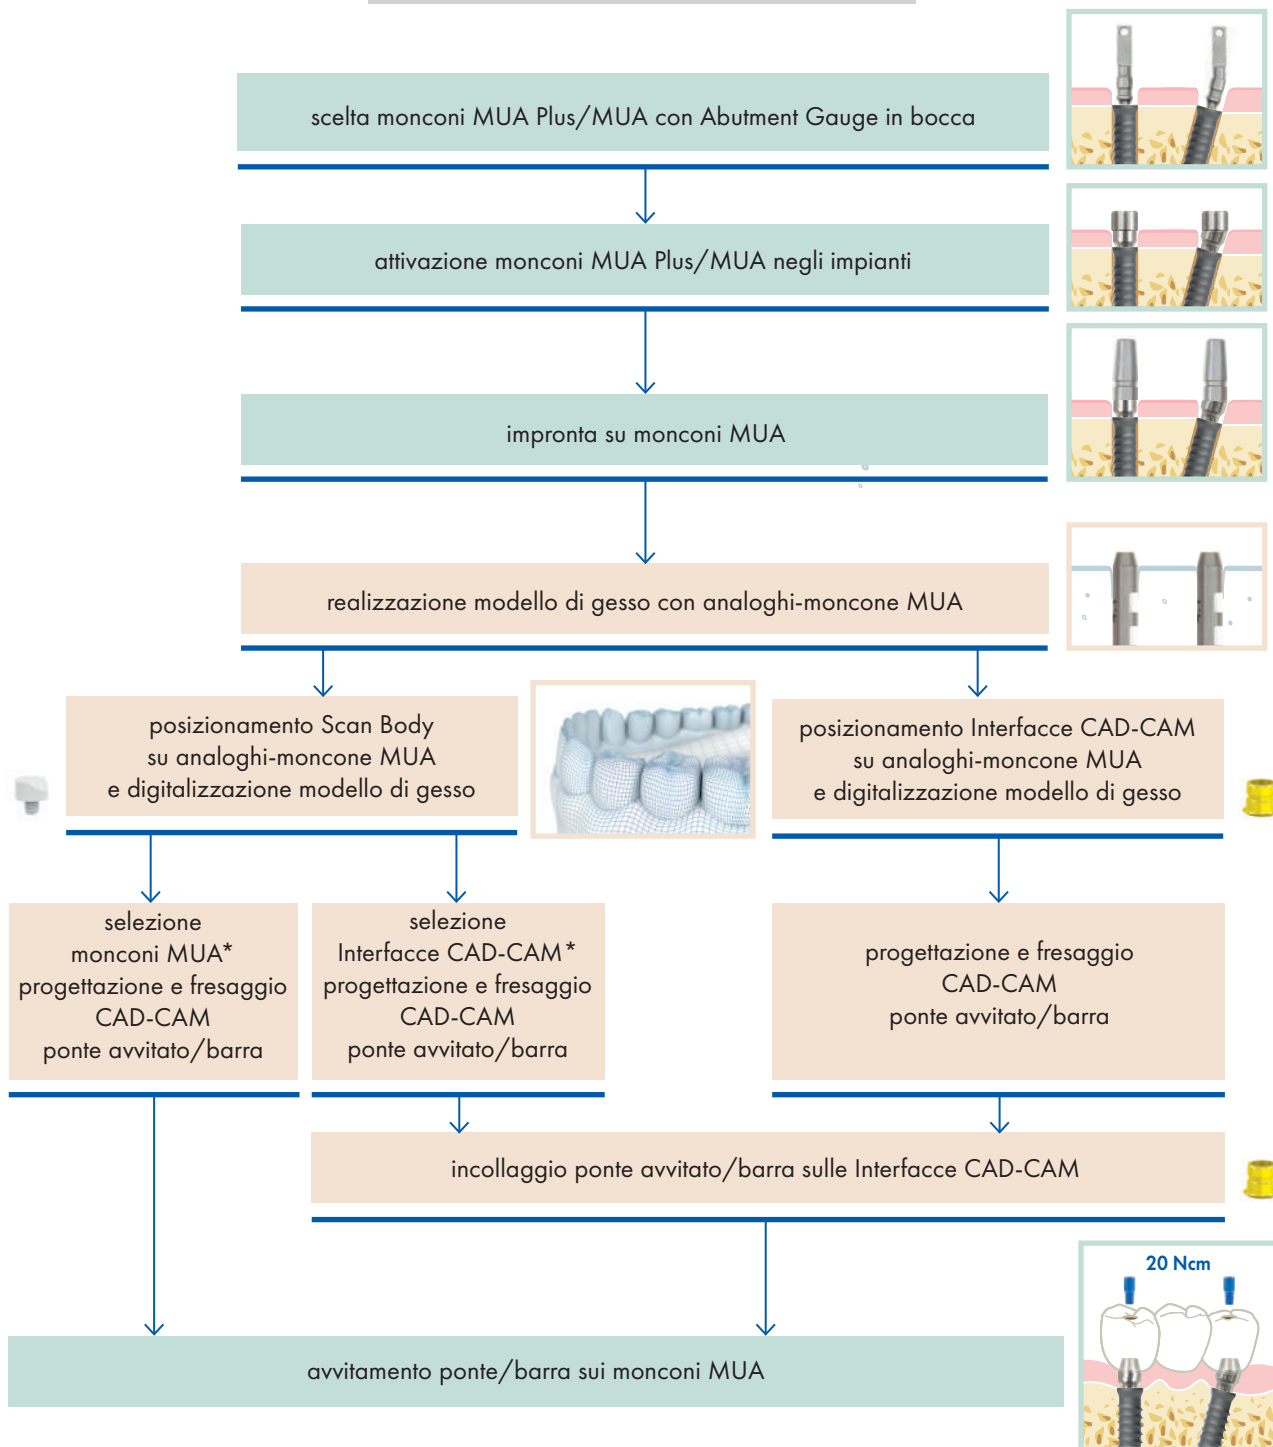 scelta monconi MUA Plus/MUA con Abutment Gauge in bocca
attivazione monconi MUA Plus/MUA negli impianti
impronta su monconi MUA
realizzazione modello di gesso con analoghi-moncone MUA
posizionamento Scan Body
su analoghi-moncone MUA
e digitalizzazione modello di gesso
posizionamento Interfacce CAD-CAM
su analoghi-moncone MUA
e digitalizzazione modello di gesso
selezione
monconi MUA*
progettazione e fresaggio
CAD-CAM
ponte avvitato/barra
selezione
Interfacce CAD-CAM*
progettazione e fresaggio
CAD-CAM
ponte avvitato/barra
progettazione e fresaggio
CAD-CAM
ponte avvitato/barra
incollaggio ponte avvitato/barra sulle Interfacce CAD-CAM
20 Ncm
avvitamento ponte/barra sui monconi MUA